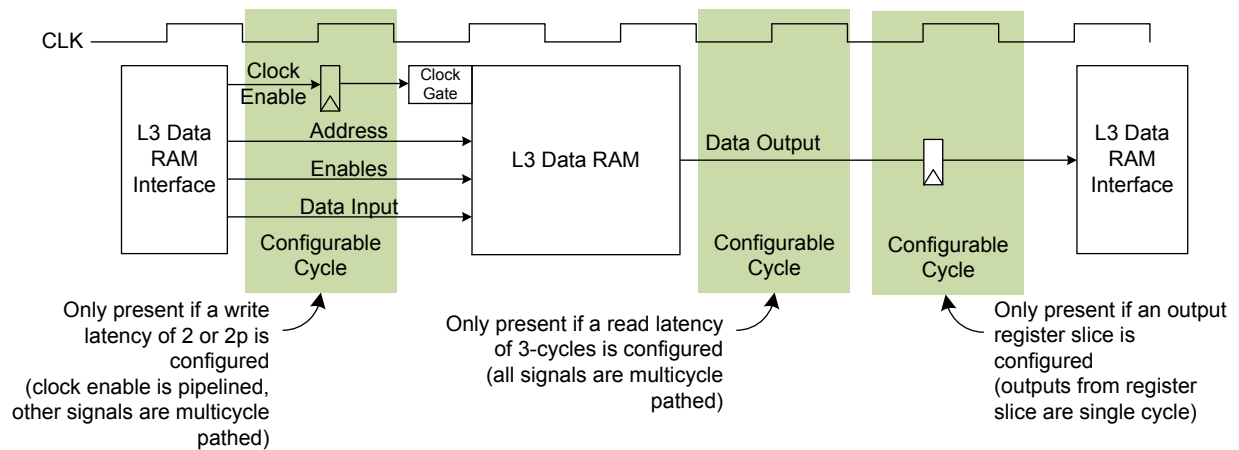 CLK
Clock
Enable
Clock
Gate
L3 Data
RAM
Interface
Address
Enables
Data Input
L3 Data RAM
Data Output
L3 Data
RAM
Interface
Configurable
Cycle
Configurable
Cycle
Configurable
Cycle
Only present if a write
latency of 2 or 2p is
configured
(clock enable is pipelined,
other signals are multicycle
pathed)
Only present if a read latency
of 3-cycles is configured
(all signals are multicycle
pathed)
Only present if an output
register slice is
configured
(outputs from register
slice are single cycle)